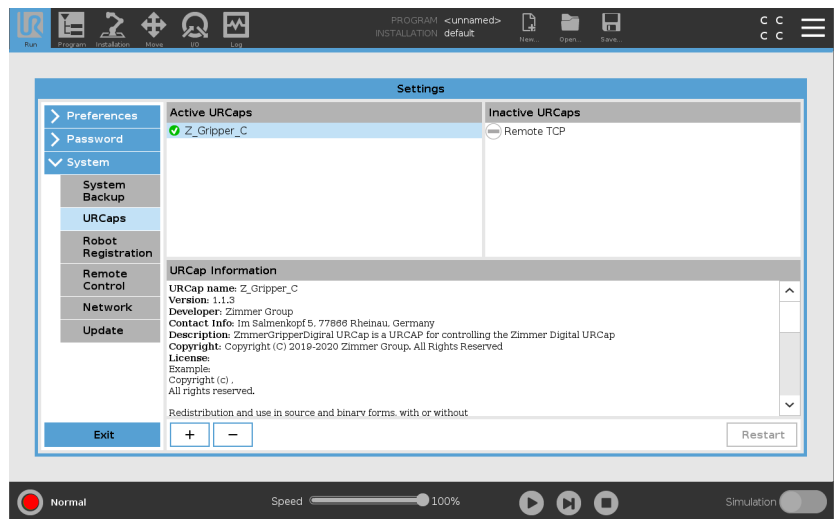 UR
PROGRAM <unnamed>
INSTALLATION default
C C
C C
Run
Program
Installation
Move
I/O
Log
New...
Open...
Save...
Settings
Preferences
Password
System
System
Backup
URCaps
Robot
Registration
Remote
Control
Network
Update
Exit
Active URCaps
Z_Gripper_C
Inactive URCaps
Remote TCP
URCap Information
URCap name: Z_Gripper_C
Version: 1.1.3
Developer: Zimmer Group
Contact Info: Im Salmenkopf 5, 77866 Rheinau, Germany
Description: ZmmerGripperDigiral URCap is a URCAP for controlling the Zimmer Digital URCap
Copyright: Copyright (C) 2019-2020 Zimmer Group, All Rights Reserved
License:
Example:
Copyright (c) ,
All rights reserved.
Redistribution and use in source and binary forms, with or without
+
−
Restart
Normal
Speed
100%
Simulation